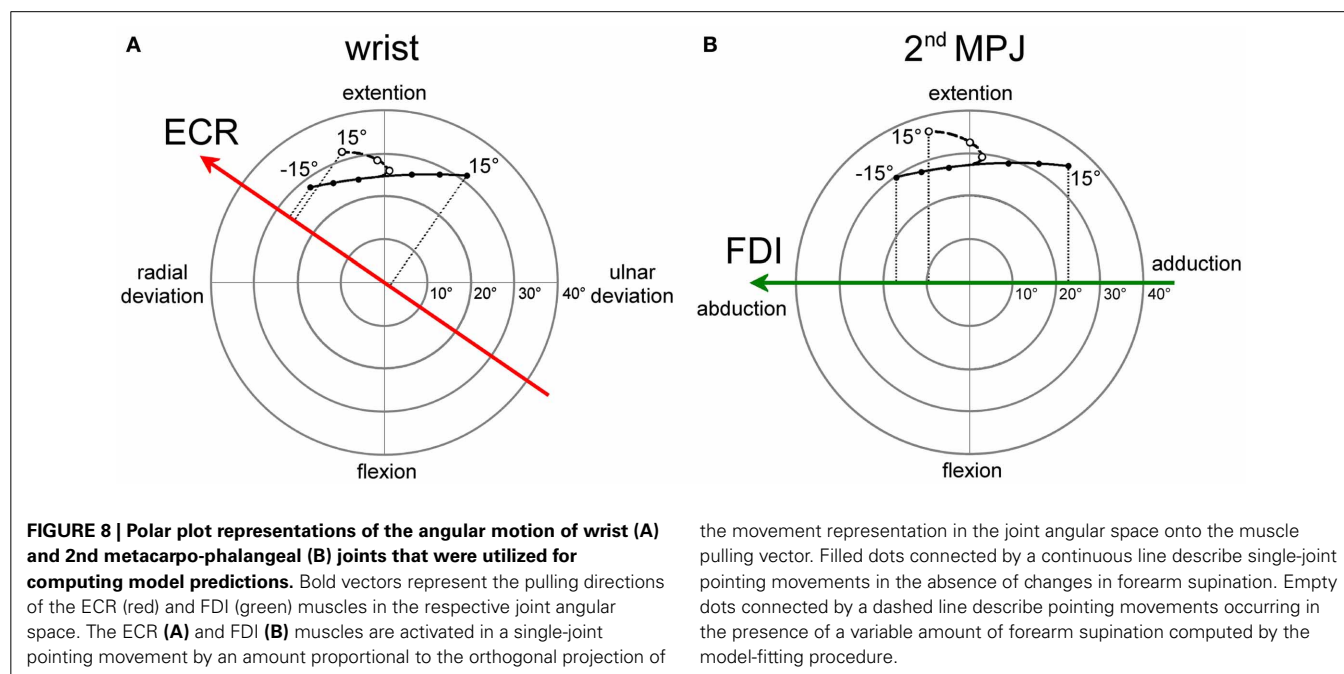 A
wrist
extention
ECR
15°
-15°
15°
radial
deviation
ulnar
deviation
10° 20° 30° 40°
flexion
B
2nd MPJ
extention
15°
-15°
15°
FDI
adduction
abduction
10° 20° 30° 40°
flexion
FIGURE 8 | Polar plot representations of the angular motion of wrist (A)
and 2nd metacarpo-phalangeal (B) joints that were utilized for
computing model predictions. Bold vectors represent the pulling directions
of the ECR (red) and FDI (green) muscles in the respective joint angular
space. The ECR (A) and FDI (B) muscles are activated in a single-joint
pointing movement by an amount proportional to the orthogonal projection of
the movement representation in the joint angular space onto the muscle
pulling vector. Filled dots connected by a continuous line describe single-joint
pointing movements in the absence of changes in forearm supination. Empty
dots connected by a dashed line describe pointing movements occurring in
the presence of a variable amount of forearm supination computed by the
model-fitting procedure.